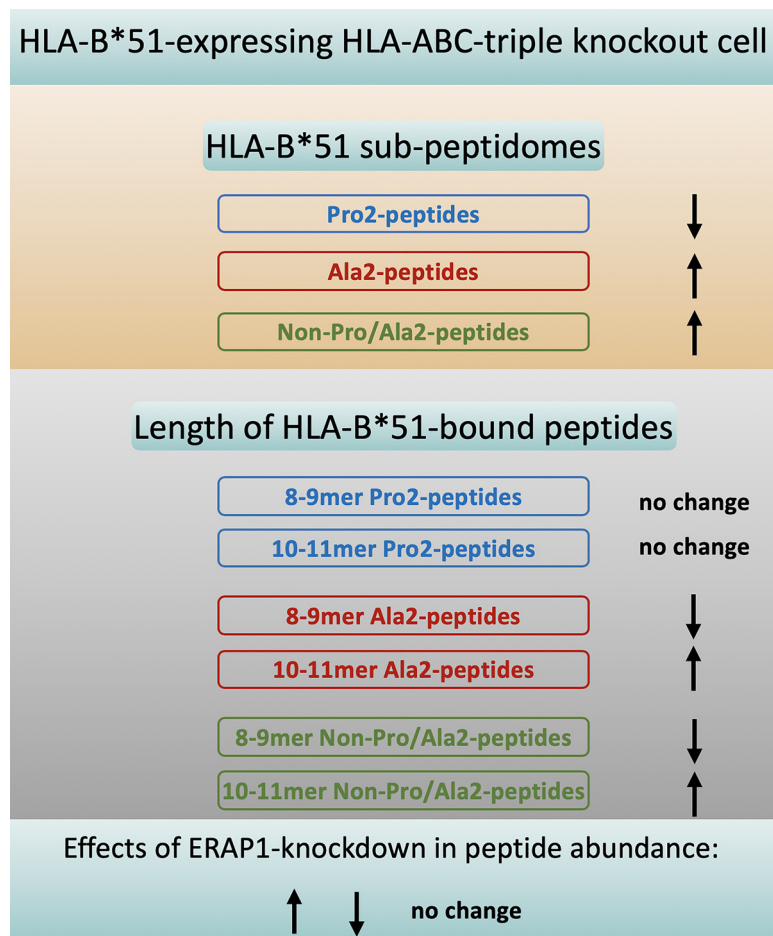 HLA-B*51-expressing HLA-ABC-triple knockout cell
HLA-B*51 sub-peptidomes
Pro2-peptides
Ala2-peptides
Non-Pro/Ala2-peptides
Length of HLA-B*51-bound peptides
8-9mer Pro2-peptides no change
10-11mer Pro2-peptides no change
8-9mer Ala2-peptides
10-11mer Ala2-peptides
8-9mer Non-Pro/Ala2-peptides
10-11mer Non-Pro/Ala2-peptides
Effects of ERAP1-knockdown in peptide abundance:
no change